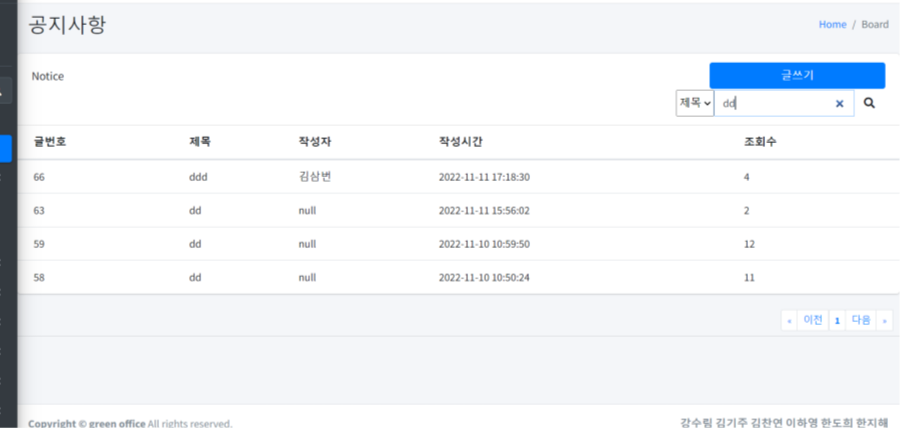 공지사항
Home / Board
Notice
글쓰기
제목 dd
글번호 제목 작성자 작성시간 조회수
66 ddd 김삼번 2022-11-11 17:18:30 4
63 dd null 2022-11-11 15:56:02 2
59 dd null 2022-11-10 10:59:50 12
58 dd null 2022-11-10 10:50:24 11
« 이전 1 다음 »
Copyright © green office All rights reserved.
강수림 김기주 김찬연 이하영 한도희 한지해